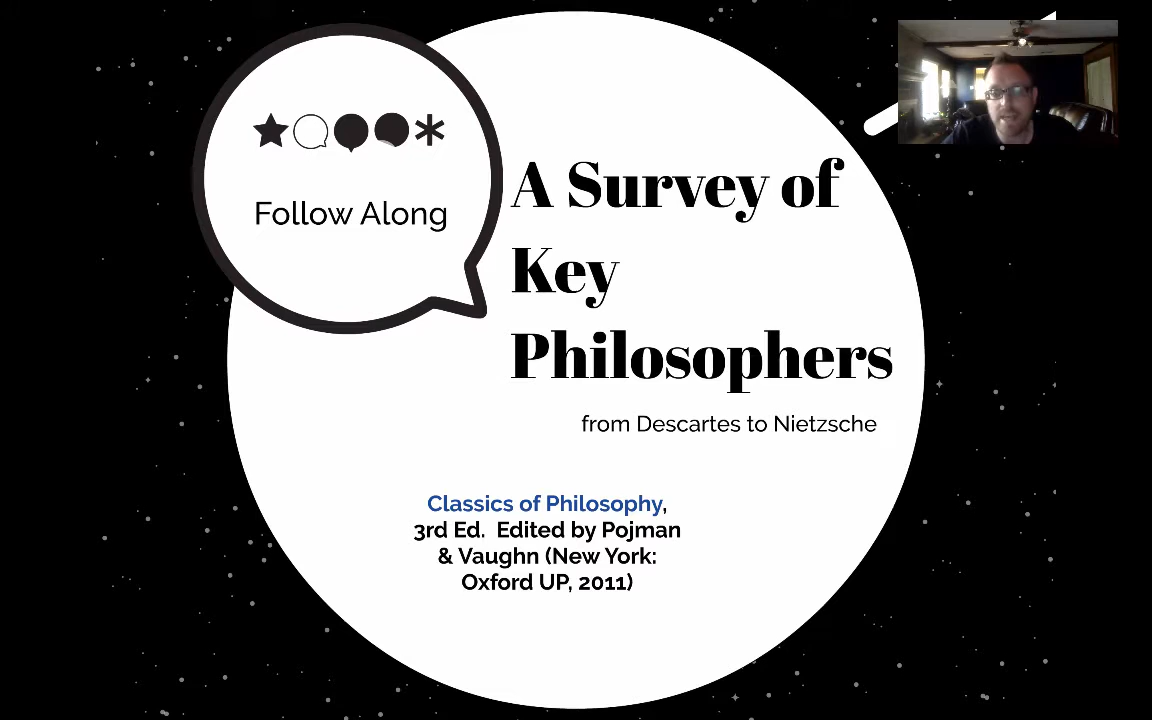 Follow Along
A Survey of
Key
Philosophers
from Descartes to Nietzsche
Classics of Philosophy,
3rd Ed.  Edited by Pojman
& Vaughn (New York:
Oxford UP, 2011)